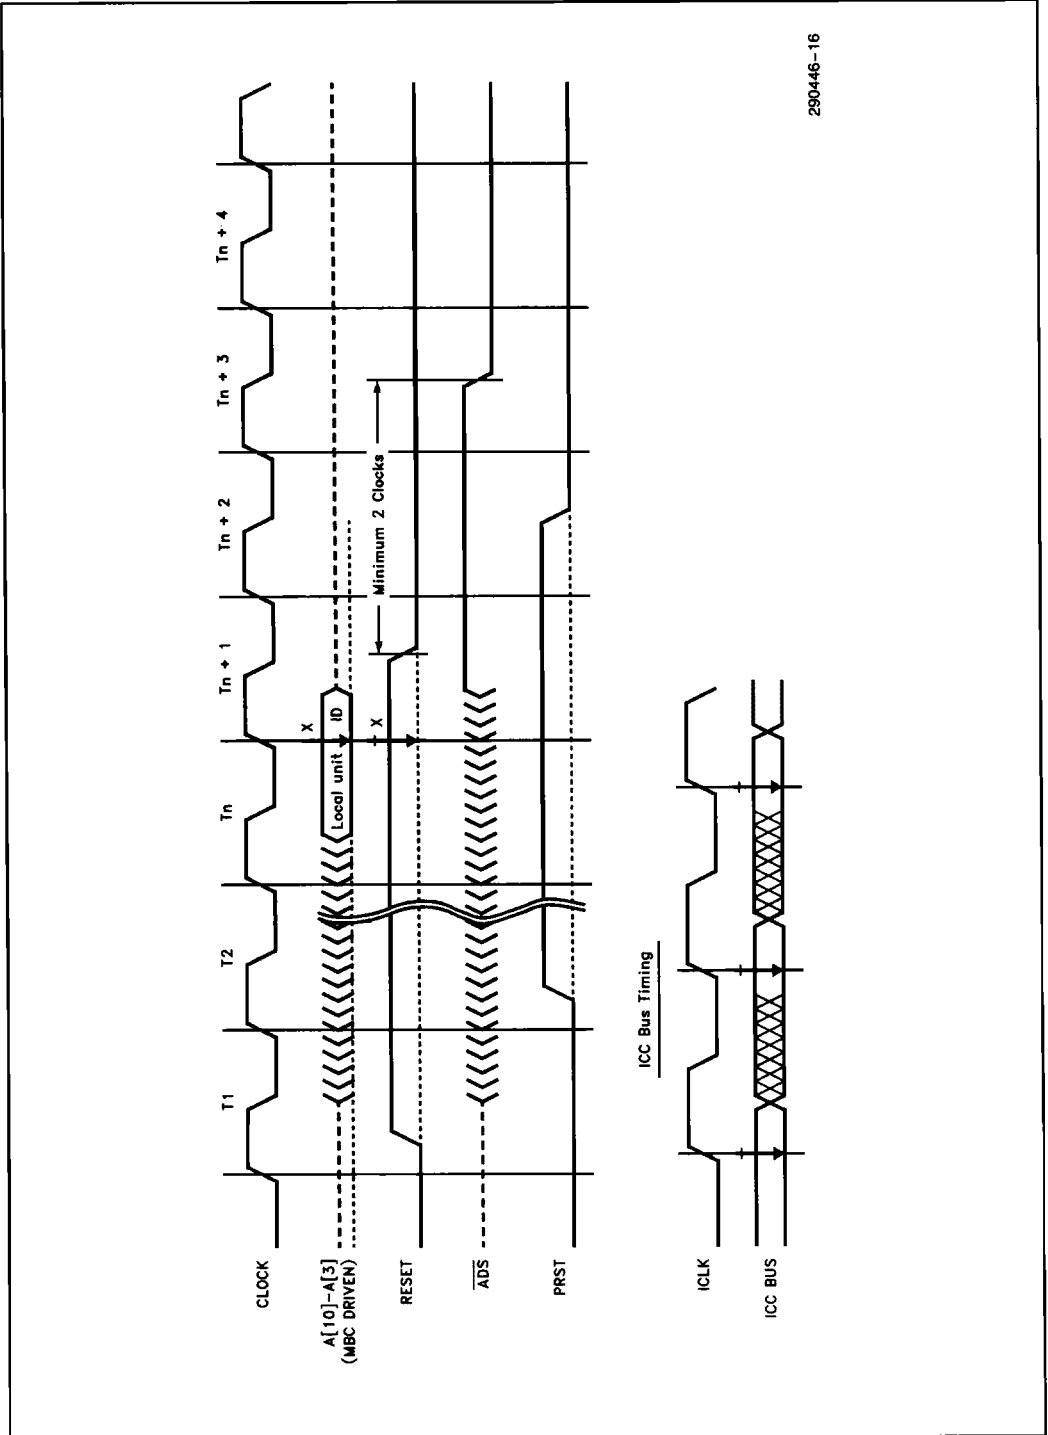 T1
T2
Tn
Tn + 1
Tn + 2
Tn + 3
Tn + 4
CLOCK
A[10]-A[3]
(MBC DRIVEN)
Local unit ID
X
RESET
X
Minimum 2 Clocks
ADS
PRST
ICC Bus Timing
ICLK
ICC BUS
290446-16